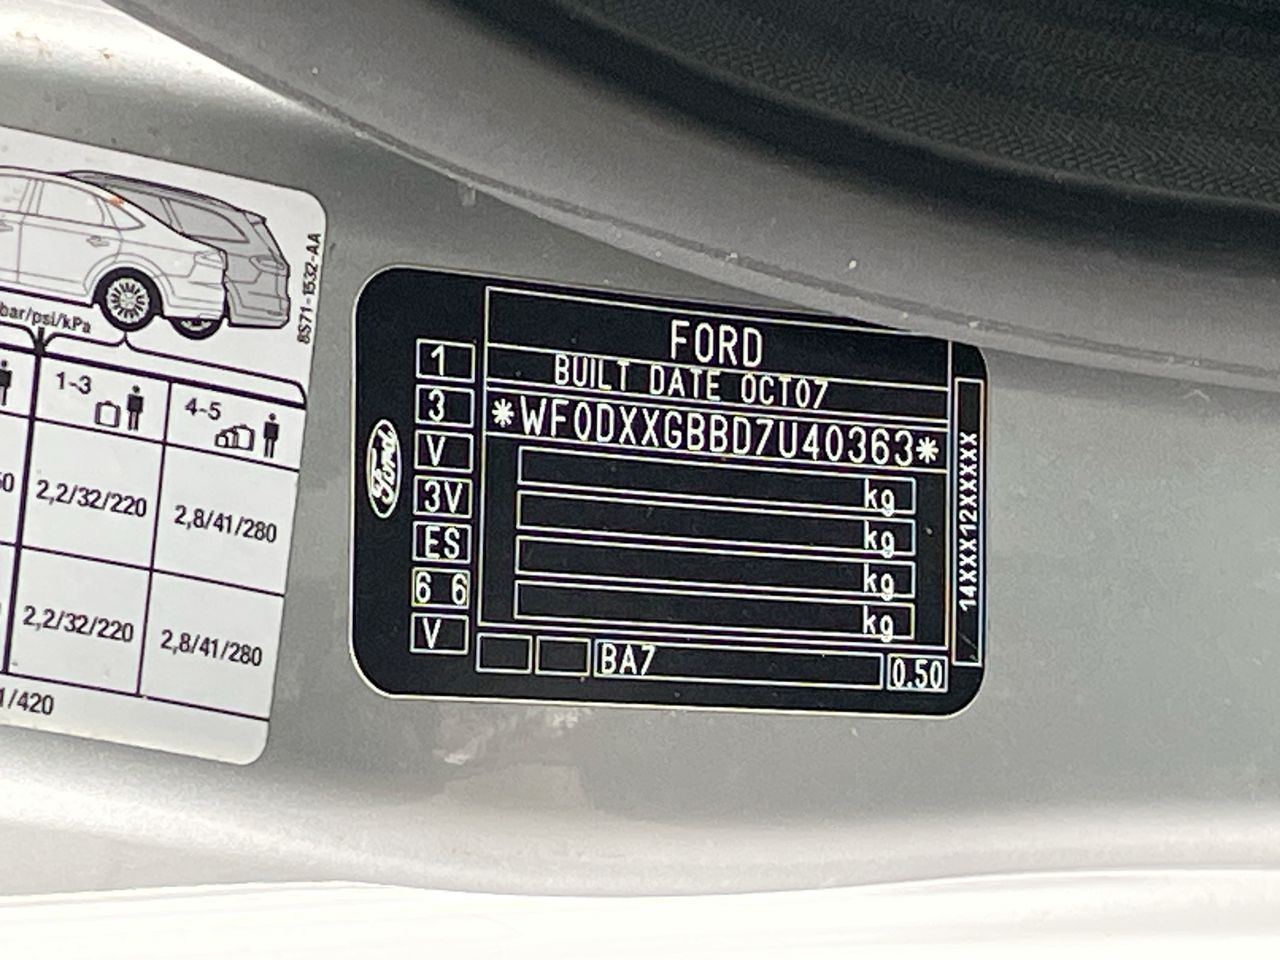 8S71-1532-AA
bar/psi/kPa
1-3
4-5
2,2/32/220
2,8/41/280
2,2/32/220
2,8/41/280
1/420
Ford
1
3
V
3V
ES
6 6
V
FORD
BUILT DATE OCT07
*WF0DXXGBBD7U40363*
kg
kg
kg
kg
BA7
0.50
14XXX12XXXXX